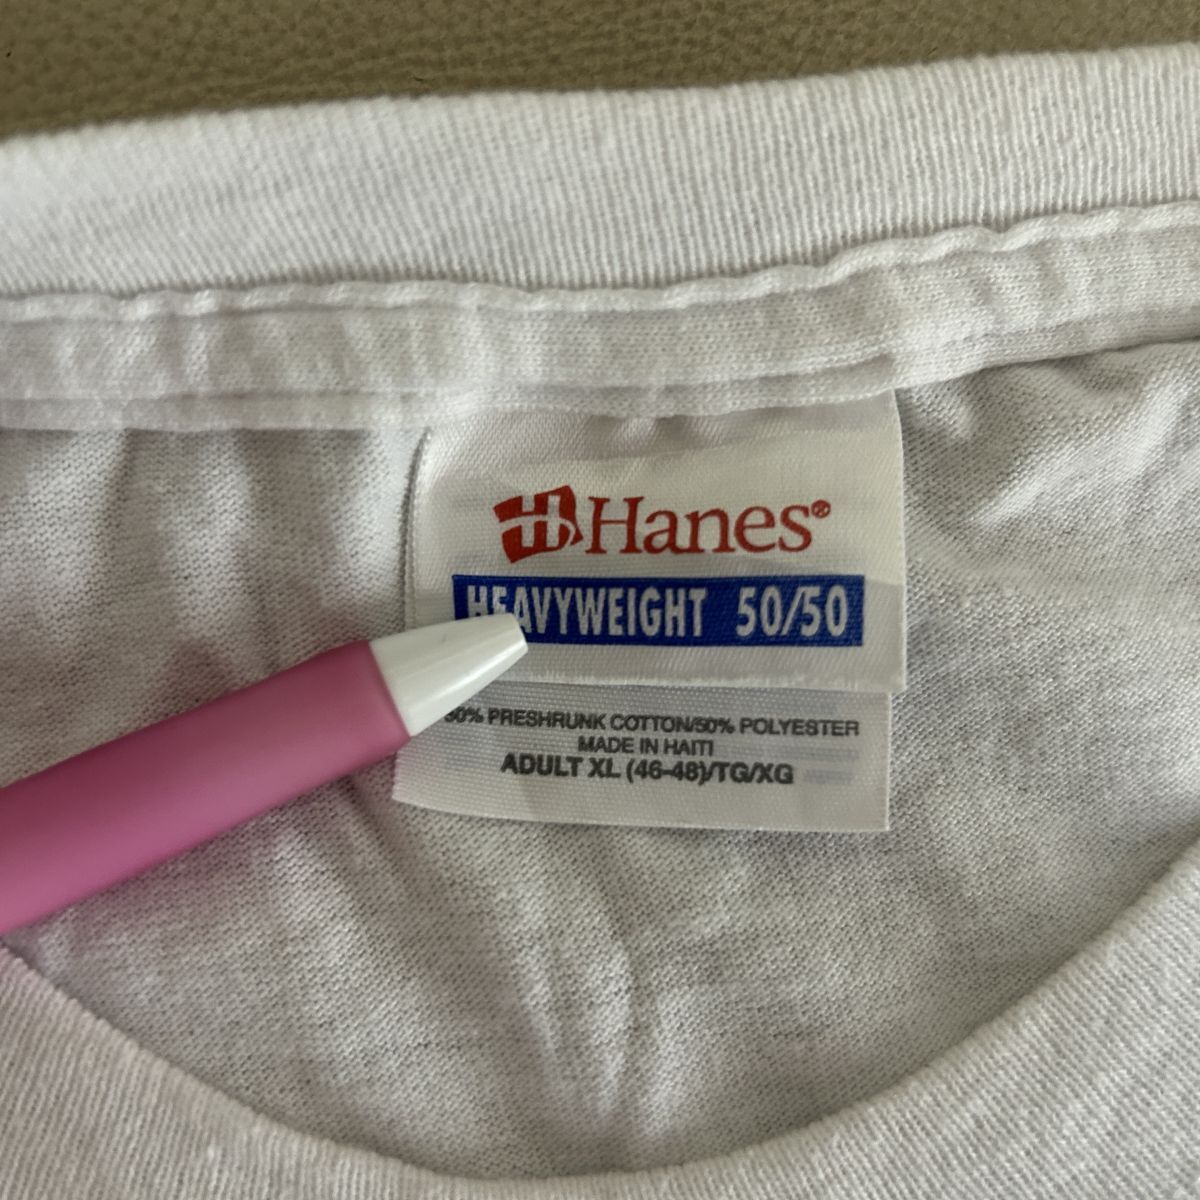 Hanes®
HEAVYWEIGHT 50/50
50% PRESHRUNK COTTON/50% POLYESTER
MADE IN HAITI
ADULT XL (46-48)/TG/XG